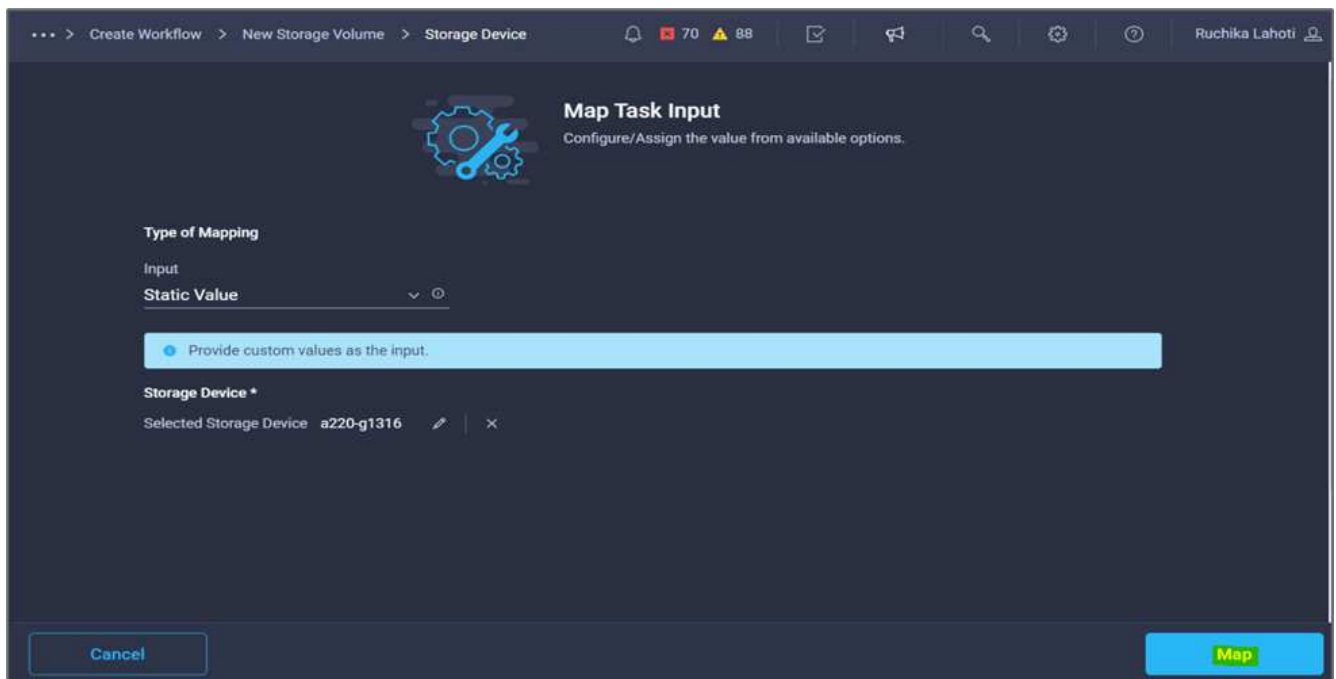 ••• > Create Workflow > New Storage Volume > Storage Device 70 88 Ruchika Lahoti
Map Task Input
Configure/Assign the value from available options.
Type of Mapping
Input
Static Value
Provide custom values as the input.
Storage Device *
Selected Storage Device a220-g1316
Cancel Map